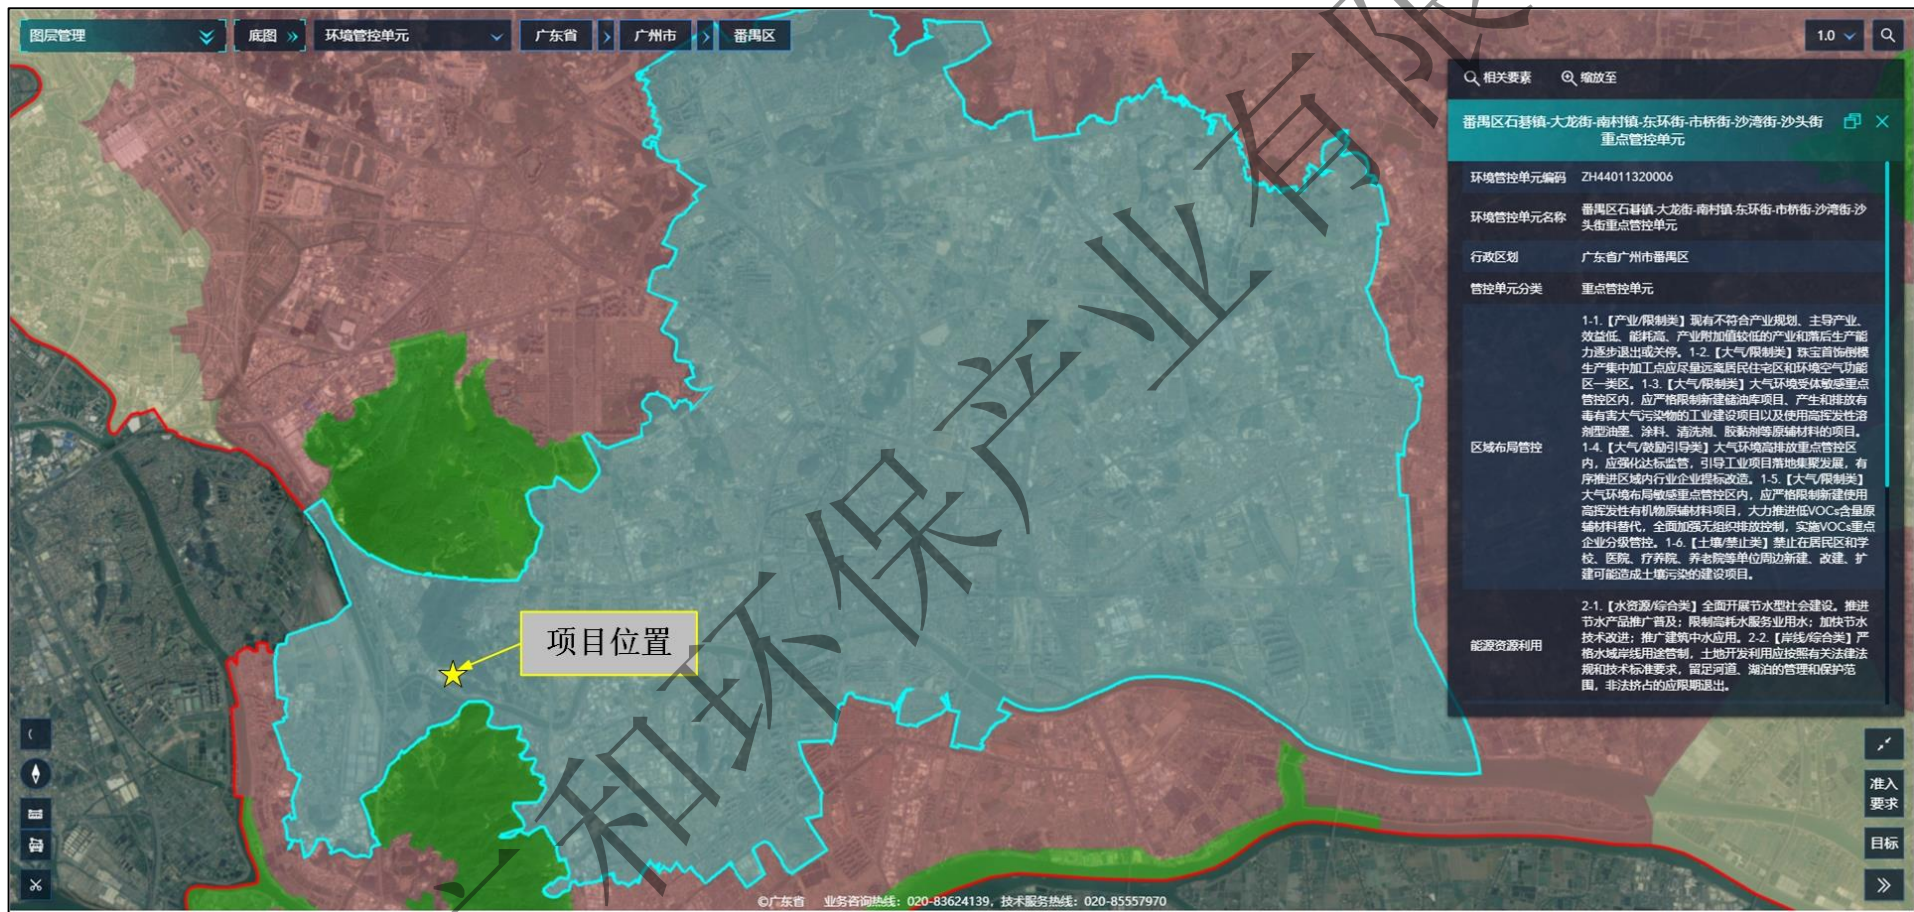 图层管理
底图
环境管控单元
广东省
广州市
番禺区
1.0
相关要素
缩放至
番禺区石碁镇-大龙街-南村镇-东环街-市桥街-沙湾街-沙头街
重点管控单元
环境管控单元编码
ZH44011320006
环境管控单元名称
番禺区石碁镇-大龙街-南村镇-东环街-市桥街-沙湾街-沙
头街重点管控单元
行政区划
广东省广州市番禺区
管控单元分类
重点管控单元
区域布局管控
1-1.【产业/限制类】现有不符合产业规划、主导产业、
效益低、能耗高、产业附加值较低的产业和落后生产能
力逐步退出或关停。1-2.【大气/限制类】珠宝首饰倒模
生产集中加工点应尽量远离居民住宅区和环境空气功能
区一类区。1-3.【大气/限制类】大气环境受体敏感重点
管控区内，应严格限制新建储油库项目、产生和排放有
毒有害大气污染物的工业建设项目以及使用高挥发性溶
剂型油墨、涂料、清洗剂、胶黏剂等原辅材料的项目。
1-4.【大气/鼓励引导类】大气环境高排放重点管控区
内，应强化达标监管，引导工业项目落地集聚发展，有
序推进区域内行业企业提标改造。1-5.【大气/限制类】
大气环境布局敏感重点管控区内，应严格限制新建使用
高挥发性有机物原辅材料项目，大力推进低VOCs含量原
辅材料替代，全面加强无组织排放控制，实施VOCs重点
企业分级管控。1-6.【土壤/禁止类】禁止在居民区和学
校、医院、疗养院、养老院等单位周边新建、改建、扩
建可能造成土壤污染的建设项目。
能源资源利用
2-1.【水资源/综合类】全面开展节水型社会建设。推进
节水产品推广普及；限制高耗水服务业用水；加快节水
技术改进；推广建筑中水应用。2-2.【岸线/综合类】严
格水域岸线用途管制，土地开发利用应按照有关法律法
规和技术标准要求，留足河道、湖泊的管理和保护范
围，非法挤占的应限期退出。
项目位置
准入
要求
目标
©广东省 业务咨询热线：020-83624139，技术服务热线：020-85557970
和环保产业有限